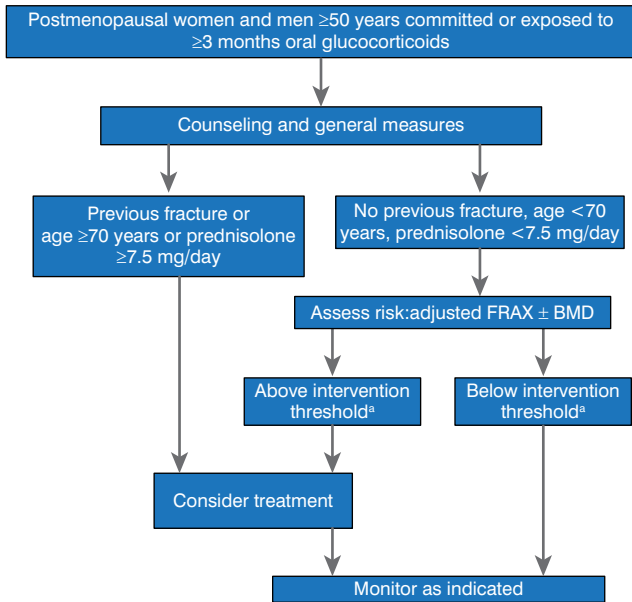 Postmenopausal women and men ≥50 years committed or exposed to
≥3 months oral glucocorticoids
Counseling and general measures
Previous fracture or
age ≥70 years or prednisolone
≥7.5 mg/day
No previous fracture, age <70
years, prednisolone <7.5 mg/day
Assess risk:adjusted FRAX ± BMD
Above intervention
thresholdᵃ
Below intervention
thresholdᵃ
Consider treatment
Monitor as indicated